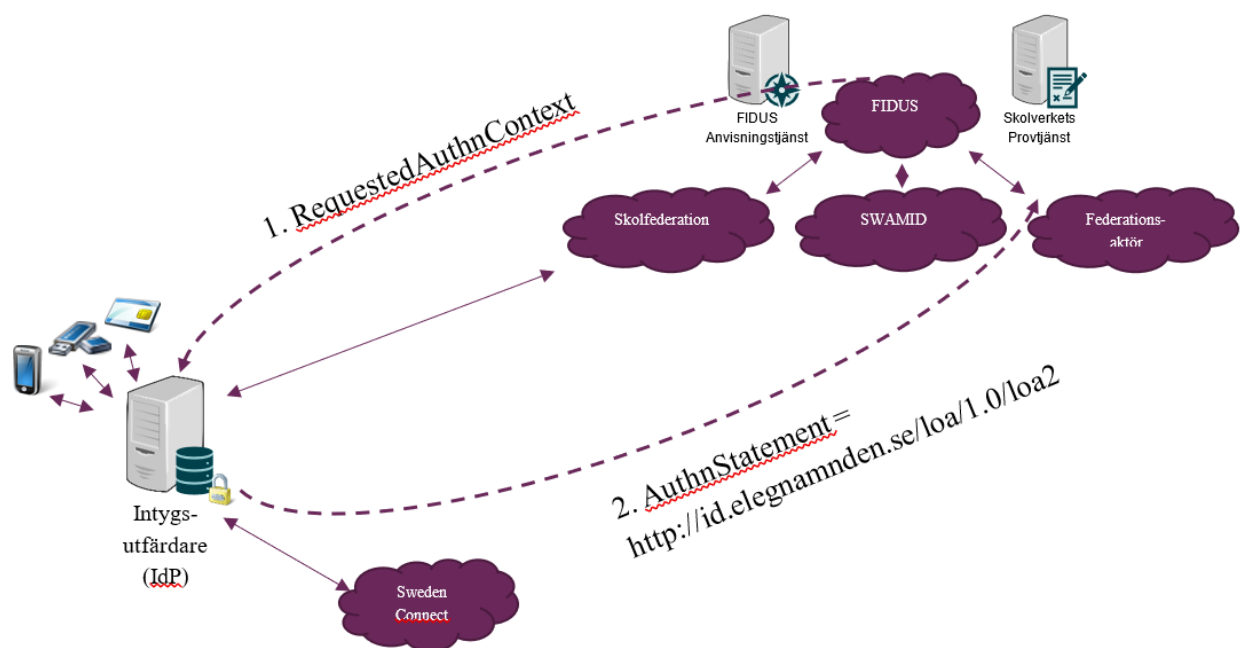 FIDUS
Anvisningstjänst
FIDUS
Skolverkets
Provtjänst
1. RequestedAuthnContext
Skolfederation
SWAMID
Federations-
aktör
2. AuthnStatement=
http://id.elegnamnden.se/loa/1.0/loa2
Intygs-
utfärdare
(IdP)
Sweden
Connect